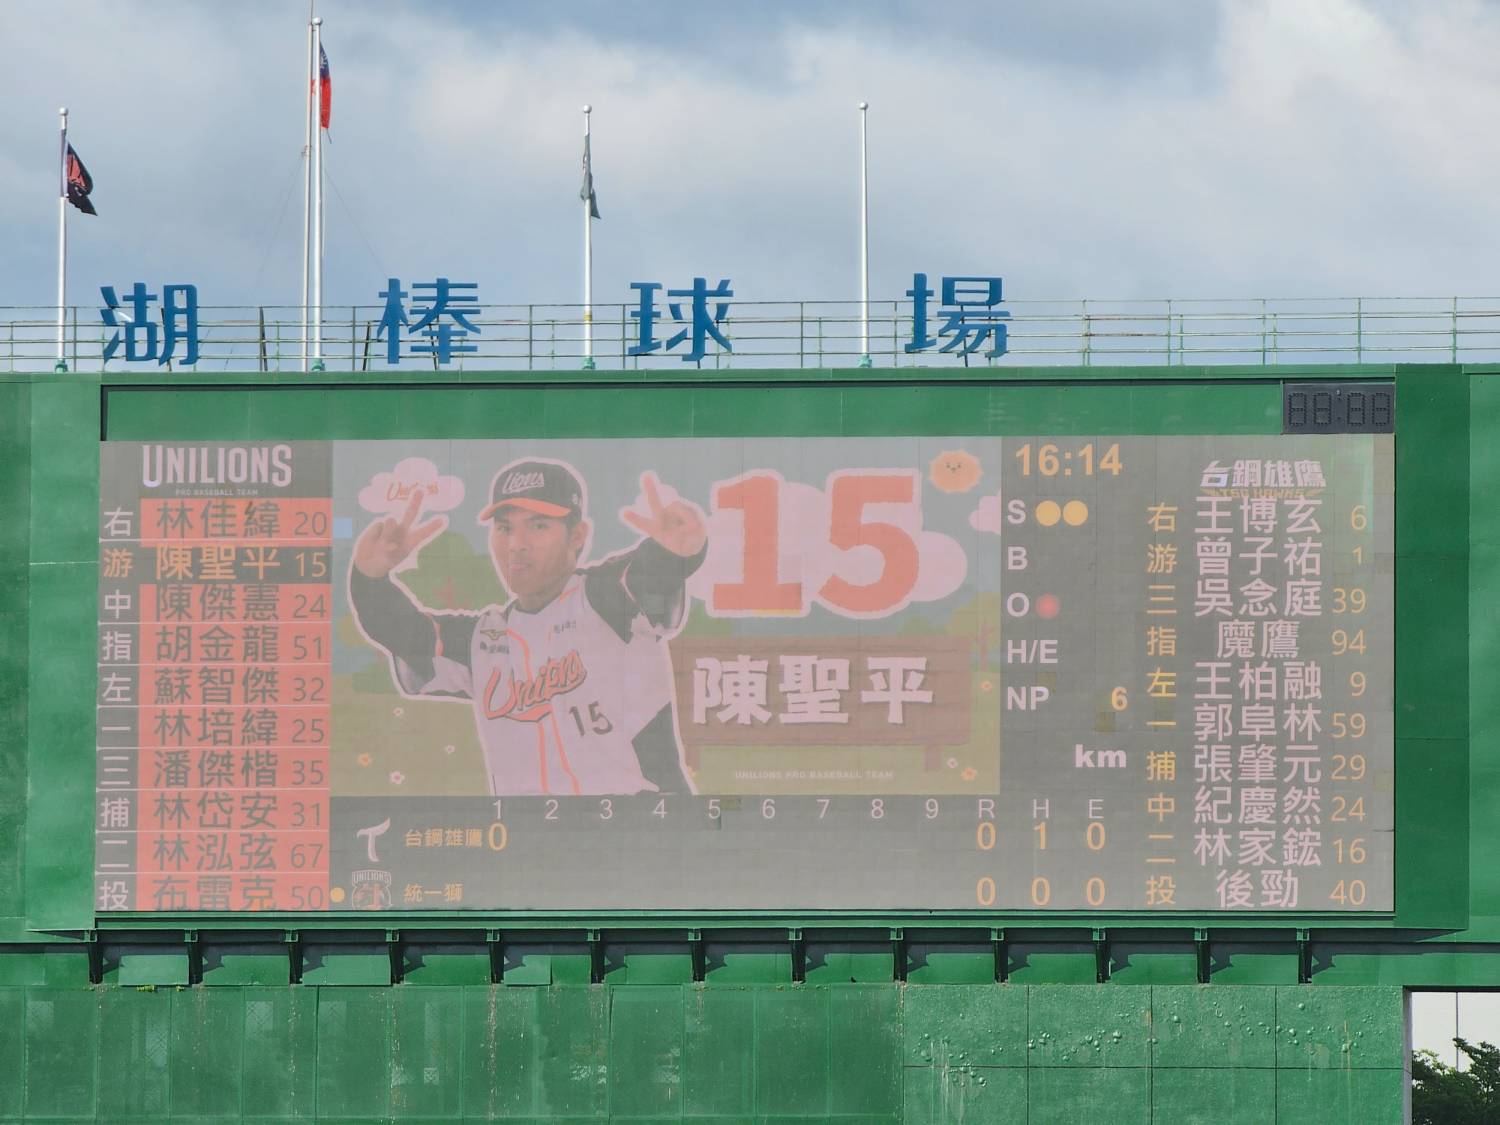 湖棒球場
UNILIONS
PRO BASEBALL TEAM
右 林佳緯 20
游 陳聖平 15
中 陳傑憲 24
指 胡金龍 51
左 蘇智傑 32
一 林培緯 25
三 潘傑楷 35
捕 林岱安 31
二 林泓弦 67
投 布雷克 50
Lions
Unions
15
15
陳聖平
UNILIONS PRO BASEBALL TEAM
16:14
S
B
O
H/E
NP 6
km
台鋼雄鷹
TSG HAWKS
右 王博玄 6
游 曾子祐 1
三 吳念庭 39
指 魔鷹 94
左 王柏融 9
一 郭阜林 59
捕 張肇元 29
中 紀慶然 24
二 林家鋐 16
投 後勁 40
1 2 3 4 5 6 7 8 9 R H E
台鋼雄鷹 0 0 1 0
UNILIONS
統一獅 0 0 0